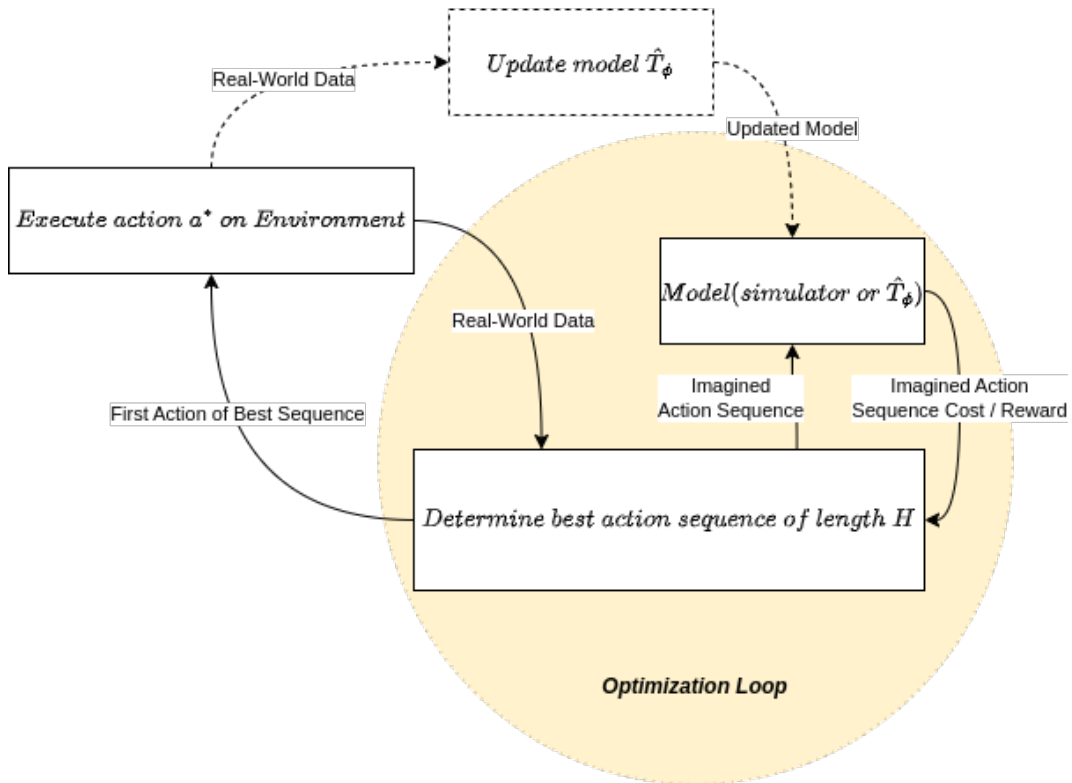 Update model T̂_ϕ
Real-World Data
Updated Model
Execute action a* on Environment
Model(simulator or T̂_ϕ)
Real-World Data
Imagined
Action Sequence
Imagined Action
Sequence Cost / Reward
First Action of Best Sequence
Determine best action sequence of length H
Optimization Loop